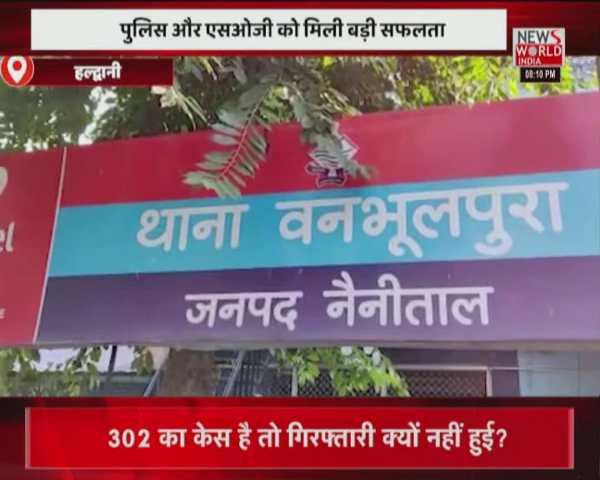 पुलिस और एसओजी को मिली बड़ी सफलता
NEWS
WORLD
INDIA
08:10 PM
हल्द्वानी
थाना वनभूलपुरा
जनपद नैनीताल
302 का केस है तो गिरफ्तारी क्यों नहीं हुई?